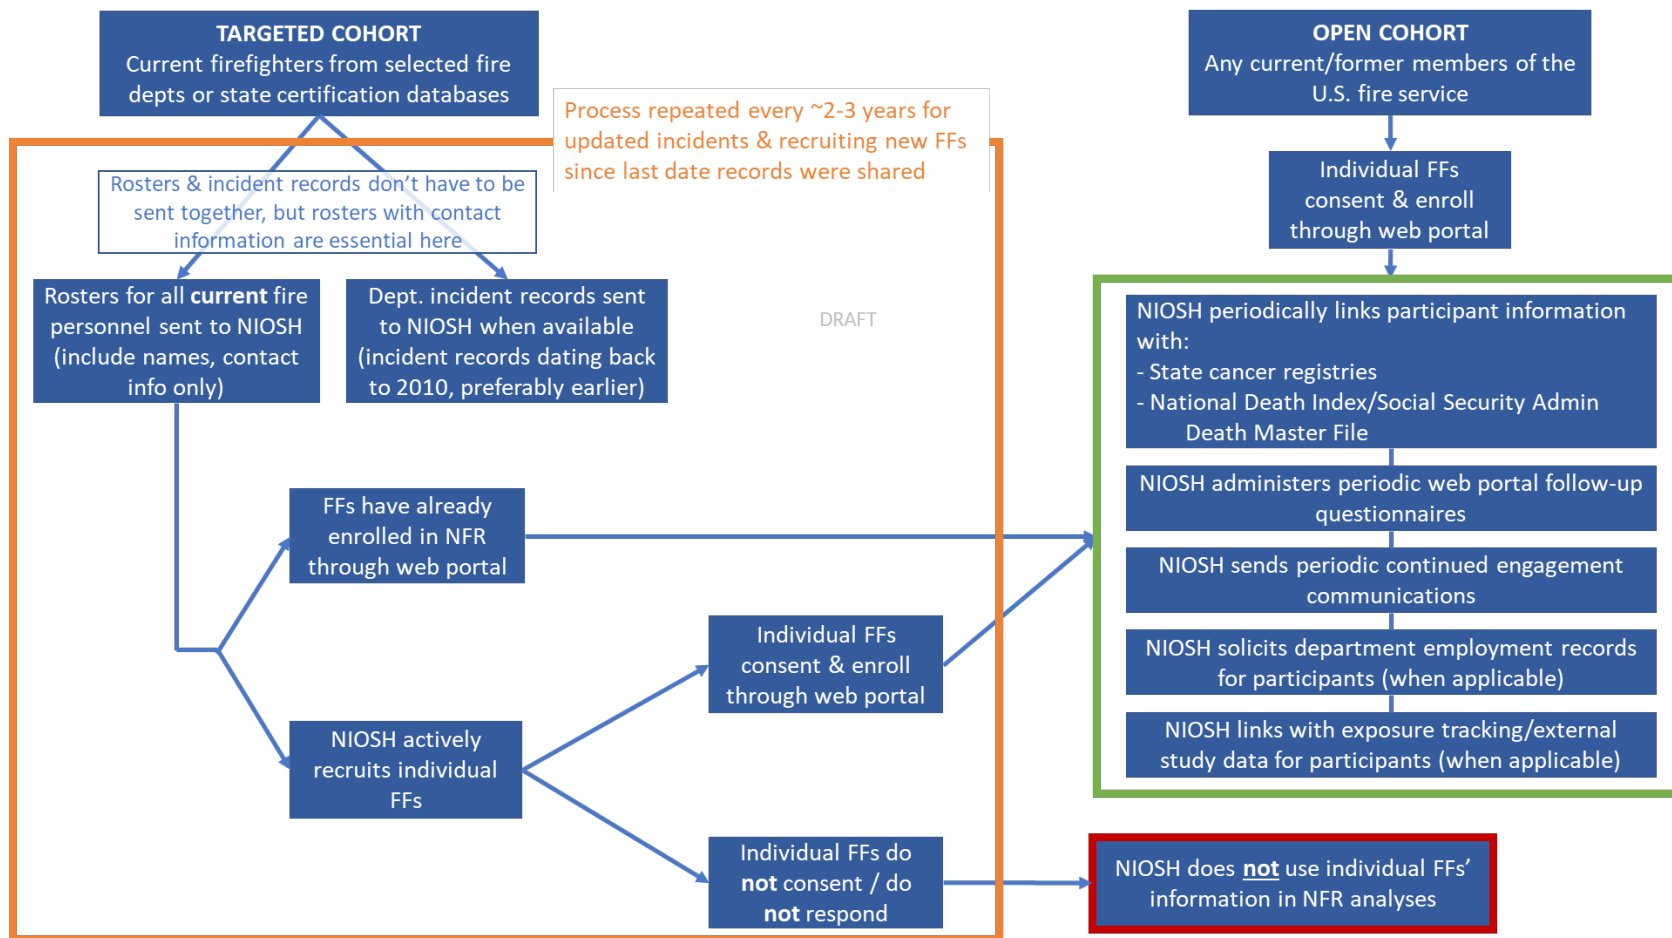 TARGETED COHORT
Current firefighters from selected fire
depts or state certification databases
OPEN COHORT
Any current/former members of the
U.S. fire service
Process repeated every ~2-3 years for
updated incidents & recruiting new FFs
since last date records were shared
Rosters & incident records don’t have to be
sent together, but rosters with contact
information are essential here
Individual FFs
consent & enroll
through web portal
Rosters for all current fire
personnel sent to NIOSH
(include names, contact
info only)
Dept. incident records sent
to NIOSH when available
(incident records dating back
to 2010, preferably earlier)
DRAFT
NIOSH periodically links participant information
with:
- State cancer registries
- National Death Index/Social Security Admin
Death Master File
FFs have already
enrolled in NFR
through web portal
NIOSH administers periodic web portal follow-up
questionnaires
NIOSH sends periodic continued engagement
communications
Individual FFs
consent & enroll
through web portal
NIOSH solicits department employment records
for participants (when applicable)
NIOSH actively
recruits individual
FFs
NIOSH links with exposure tracking/external
study data for participants (when applicable)
Individual FFs do
not consent / do
not respond
NIOSH does not use individual FFs’
information in NFR analyses